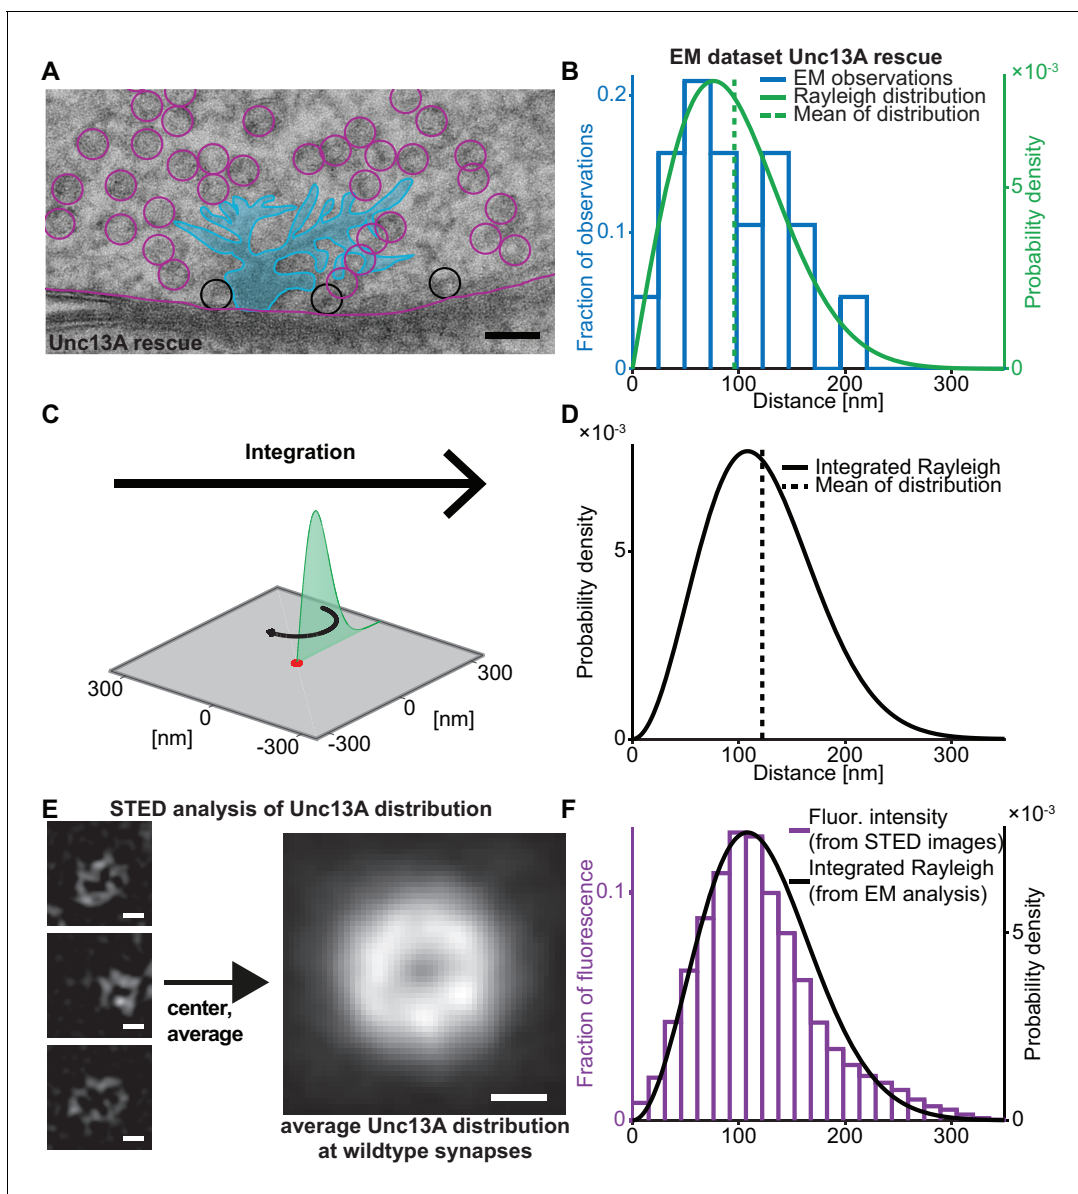 A
Unc13A rescue
B
EM dataset Unc13A rescue
EM observations
Rayleigh distribution
Mean of distribution
×10-3
0.2
0.1
0
5
0
Fraction of observations
Probability density
0
100
200
300
Distance [nm]
C
Integration
300
0
-300
[nm]
-300
0
300
[nm]
D
×10-3
Integrated Rayleigh
Mean of distribution
5
0
Probability density
0
100
200
300
Distance [nm]
E
STED analysis of Unc13A distribution
center,
average
average Unc13A distribution
at wildtype synapses
F
Fluor. intensity
(from STED images)
Integrated Rayleigh
(from EM analysis)
×10-3
0.1
0
5
0
Fraction of fluorescence
Probability density
0
100
200
300
Distance [nm]